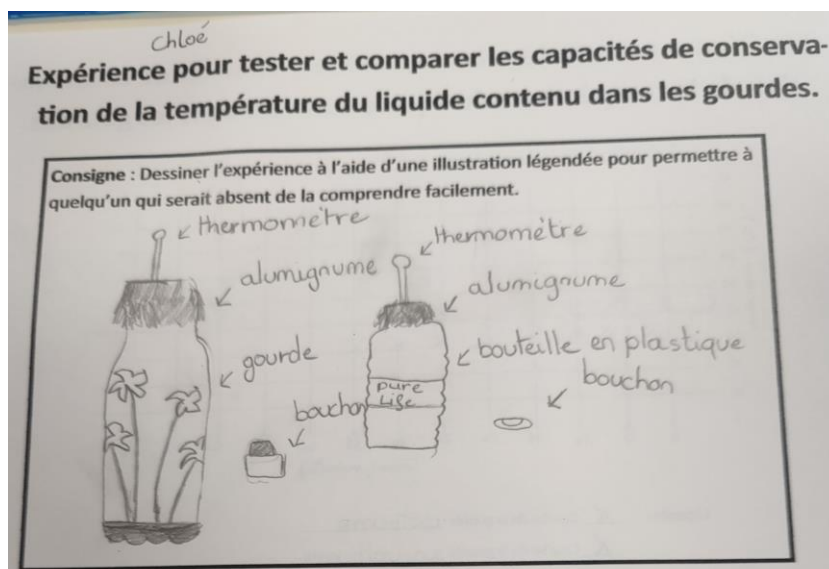 Chloé
Expérience pour tester et comparer les capacités de conserva-
tion de la température du liquide contenu dans les gourdes.
Consigne : Dessiner l'expérience à l'aide d'une illustration légendée pour permettre à
quelqu'un qui serait absent de la comprendre facilement.
thermomètre
thermomètre
alumignume
alumignume
gourde
bouteille en plastique
bouchon
pure
Life
bouchon